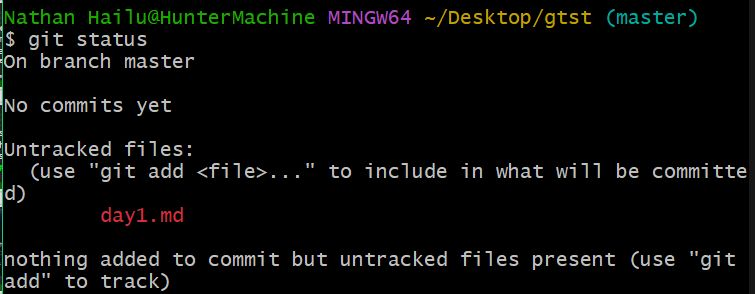 Nathan Hailu@HunterMachine MINGW64 ~/Desktop/gtst (master)
$ git status
On branch master
No commits yet
Untracked files:
(use "git add <file>..." to include in what will be committe
d)
day1.md
nothing added to commit but untracked files present (use "git
add" to track)